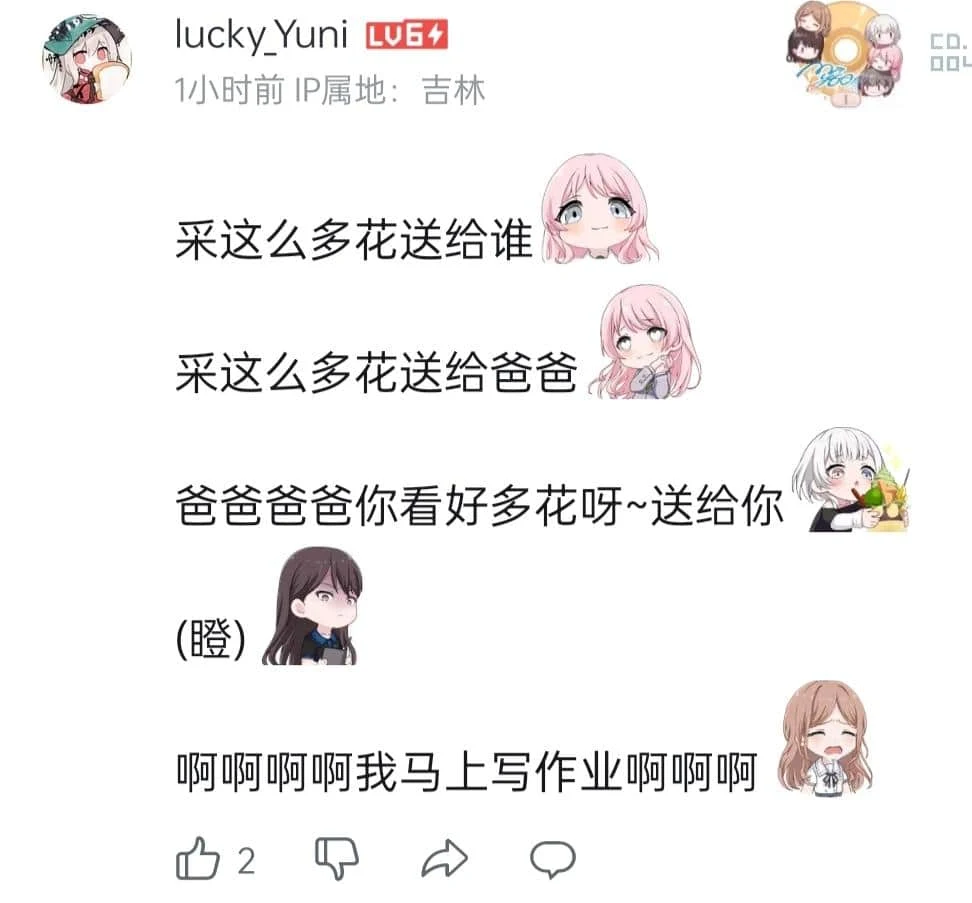 lucky_Yuni LV6
1小时前 IP属地：吉林
CD.
004
采这么多花送给谁
采这么多花送给爸爸
爸爸爸爸你看好多花呀~送给你
(瞪)
啊啊啊啊我马上写作业啊啊啊
2